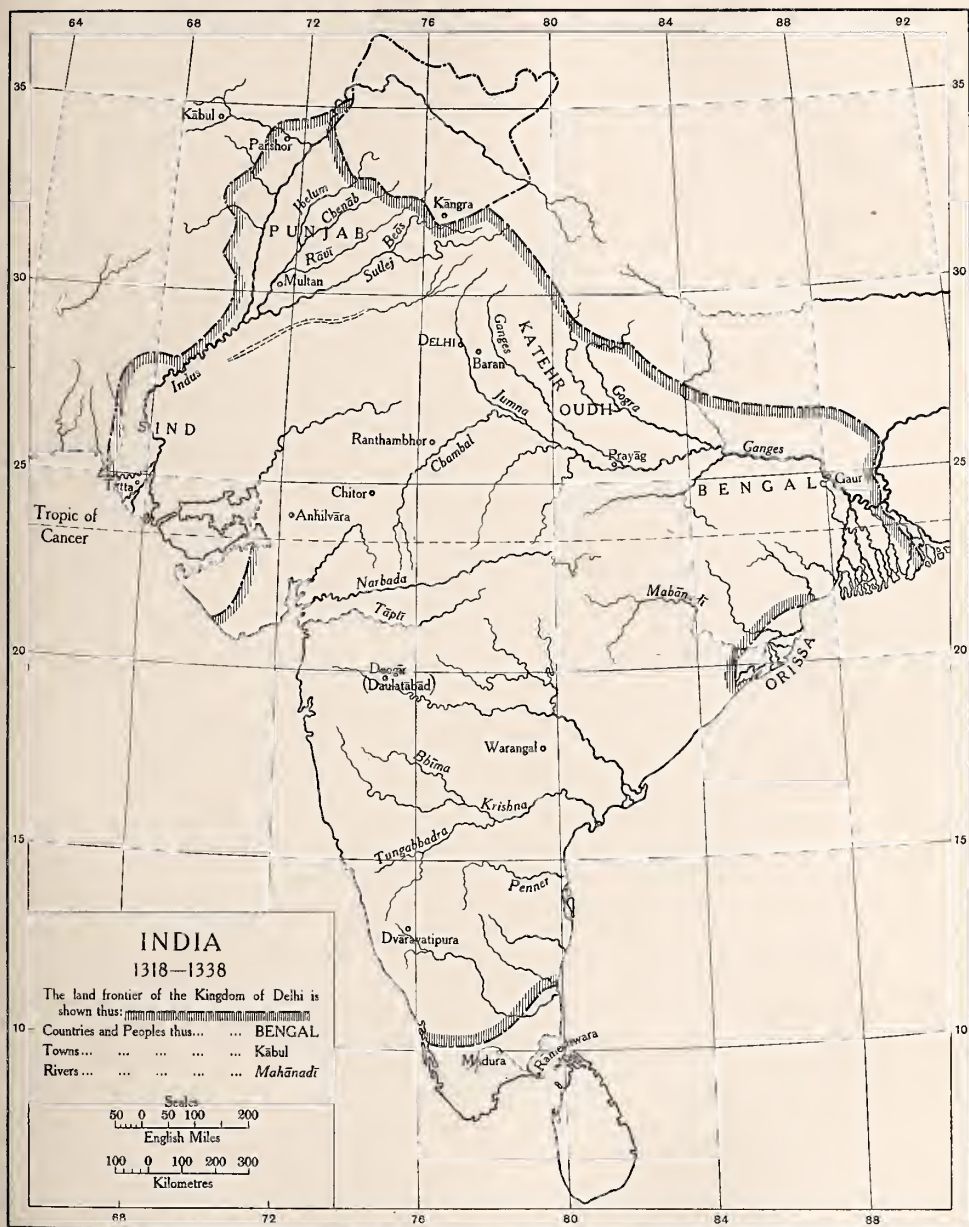 64 68 72 76 80 84 88 92
35 35
Kābul
Parshor
Jhelum
Chenāb
Kāngra
PUNJAB
Rāvī
Beās
30 Multan Sutlej 30
DELHI
Ganges
KATEHR
Baran
Indus
OUDH
Gogra
SIND
Jumna
Ranthambhor
Chambal
Ganges
25 Prayāg 25
Tatta
Chitor
BENGAL
Gaur
Tropic of
Cancer
Anhilvāra
Narbada
Tāptī
20 20
Deogīr
(Daulatābād)
ORISSA
Warangal
Bhīma
Krishna
15 15
Tungabhadra
Penner
Dvāravatipura
10 10
Madura
Rameshwara
INDIA
1318—1338
The land frontier of the Kingdom of Delhi is
shown thus:
Countries and Peoples thus... ... BENGAL
Towns... ... ... ... ... Kābul
Rivers... ... ... ... ... Mahānadī
Scales
50 0 50 100 200
English Miles
100 0 100 200 300
Kilometres
68 72 76 80 84 88